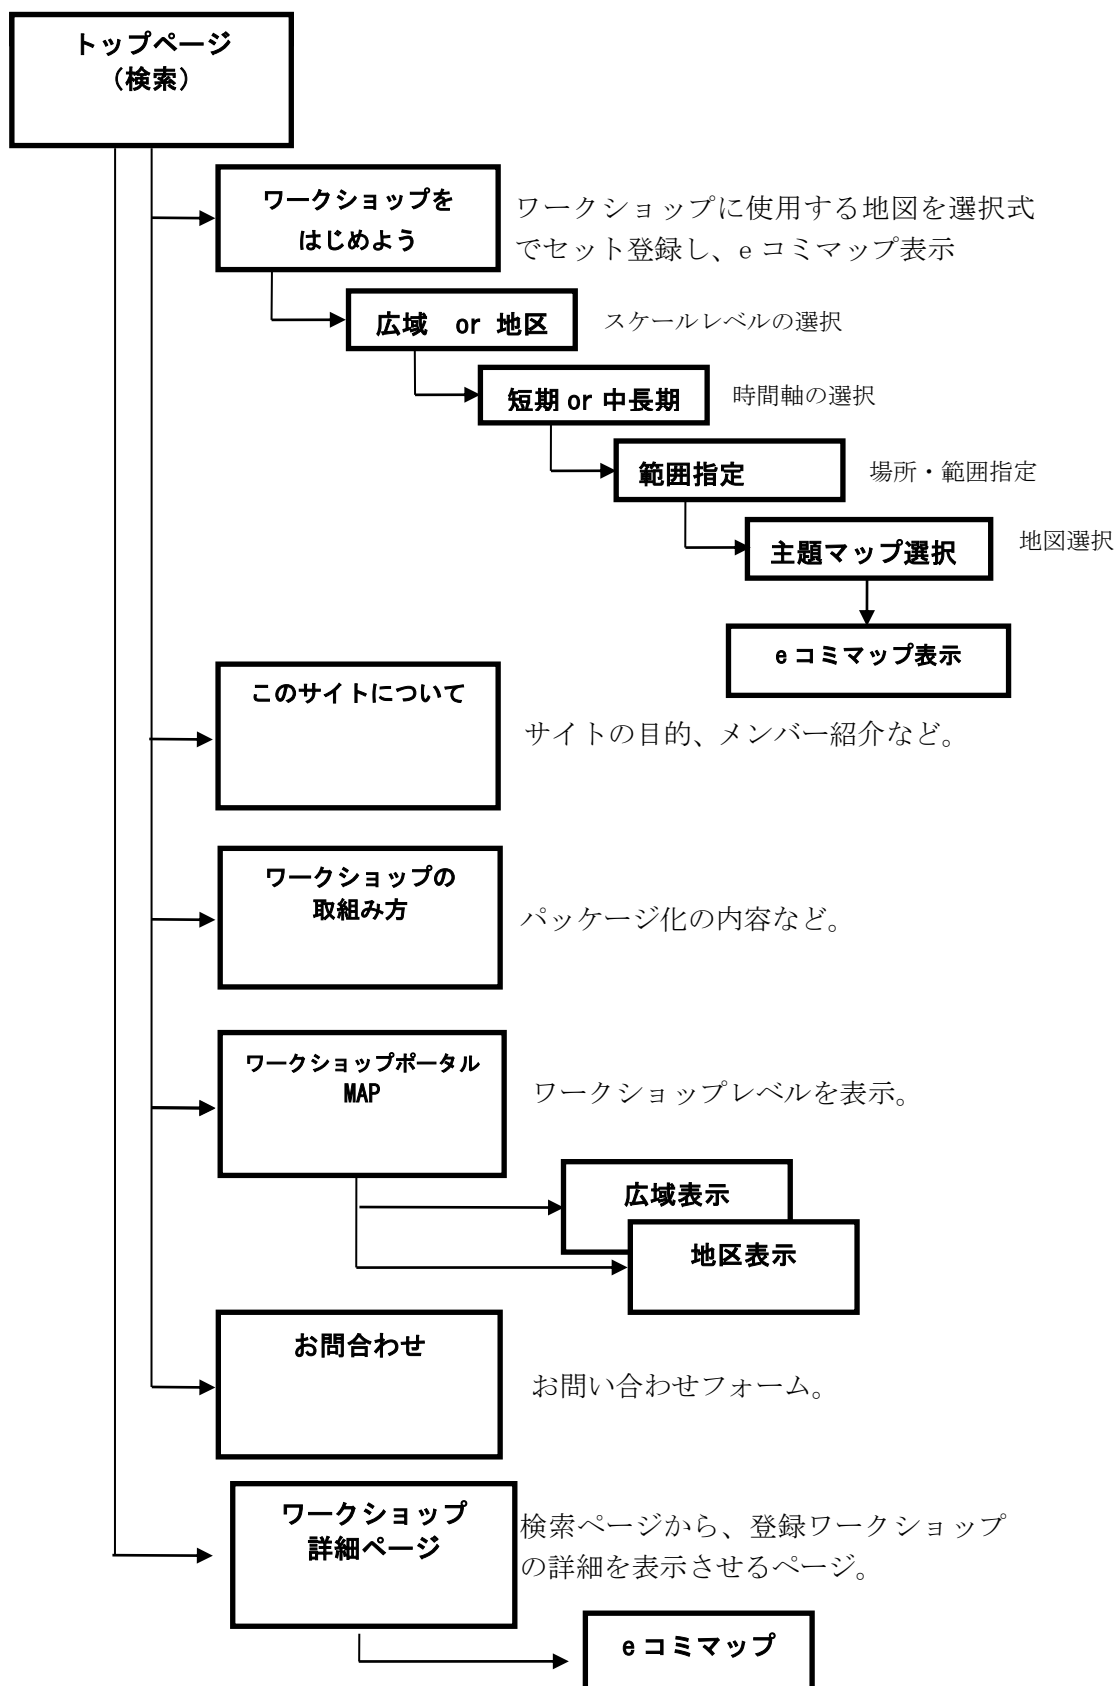 トップページ
（検索）
ワークショップを
はじめよう
ワークショップに使用する地図を選択式
でセット登録し、e コミマップ表示
広域　or 地区
スケールレベルの選択
短期 or 中長期
時間軸の選択
範囲指定
場所・範囲指定
主題マップ選択
地図選択
e コミマップ表示
このサイトについて
サイトの目的、メンバー紹介など。
ワークショップの
取組み方
パッケージ化の内容など。
ワークショップポータル
MAP
ワークショップレベルを表示。
広域表示
地区表示
お問合わせ
お問い合わせフォーム。
ワークショップ
詳細ページ
検索ページから、登録ワークショップ
の詳細を表示させるページ。
e コミマップ